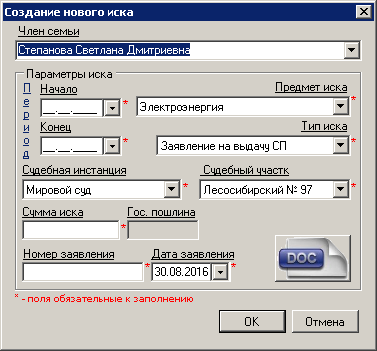 Создание нового иска
Член семьи
Степанова Светлана Дмитриевна
Параметры иска
Период
Начало
Предмет иска
__.__.____ * Электроэнергия *
Конец
Тип иска
__.__.____ * Заявление на выдачу СП *
Судебная инстанция Судебный участк
Мировой суд * Лесосибирский № 97 *
Сумма иска Гос. пошлина
*
Номер заявления Дата заявления
* 30.08.2016 *
DOC
* - поля обязательные к заполнению
OK Отмена